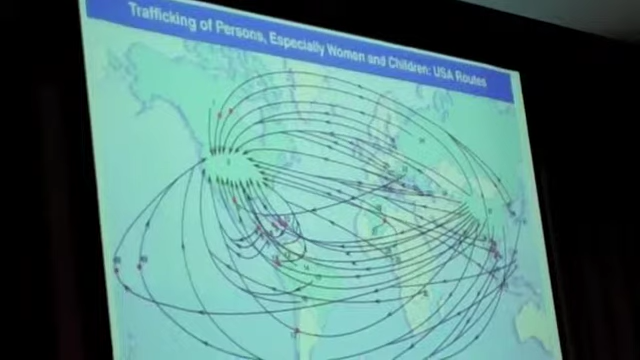 Trafficking of Persons, Especially Women and Children: USA Routes